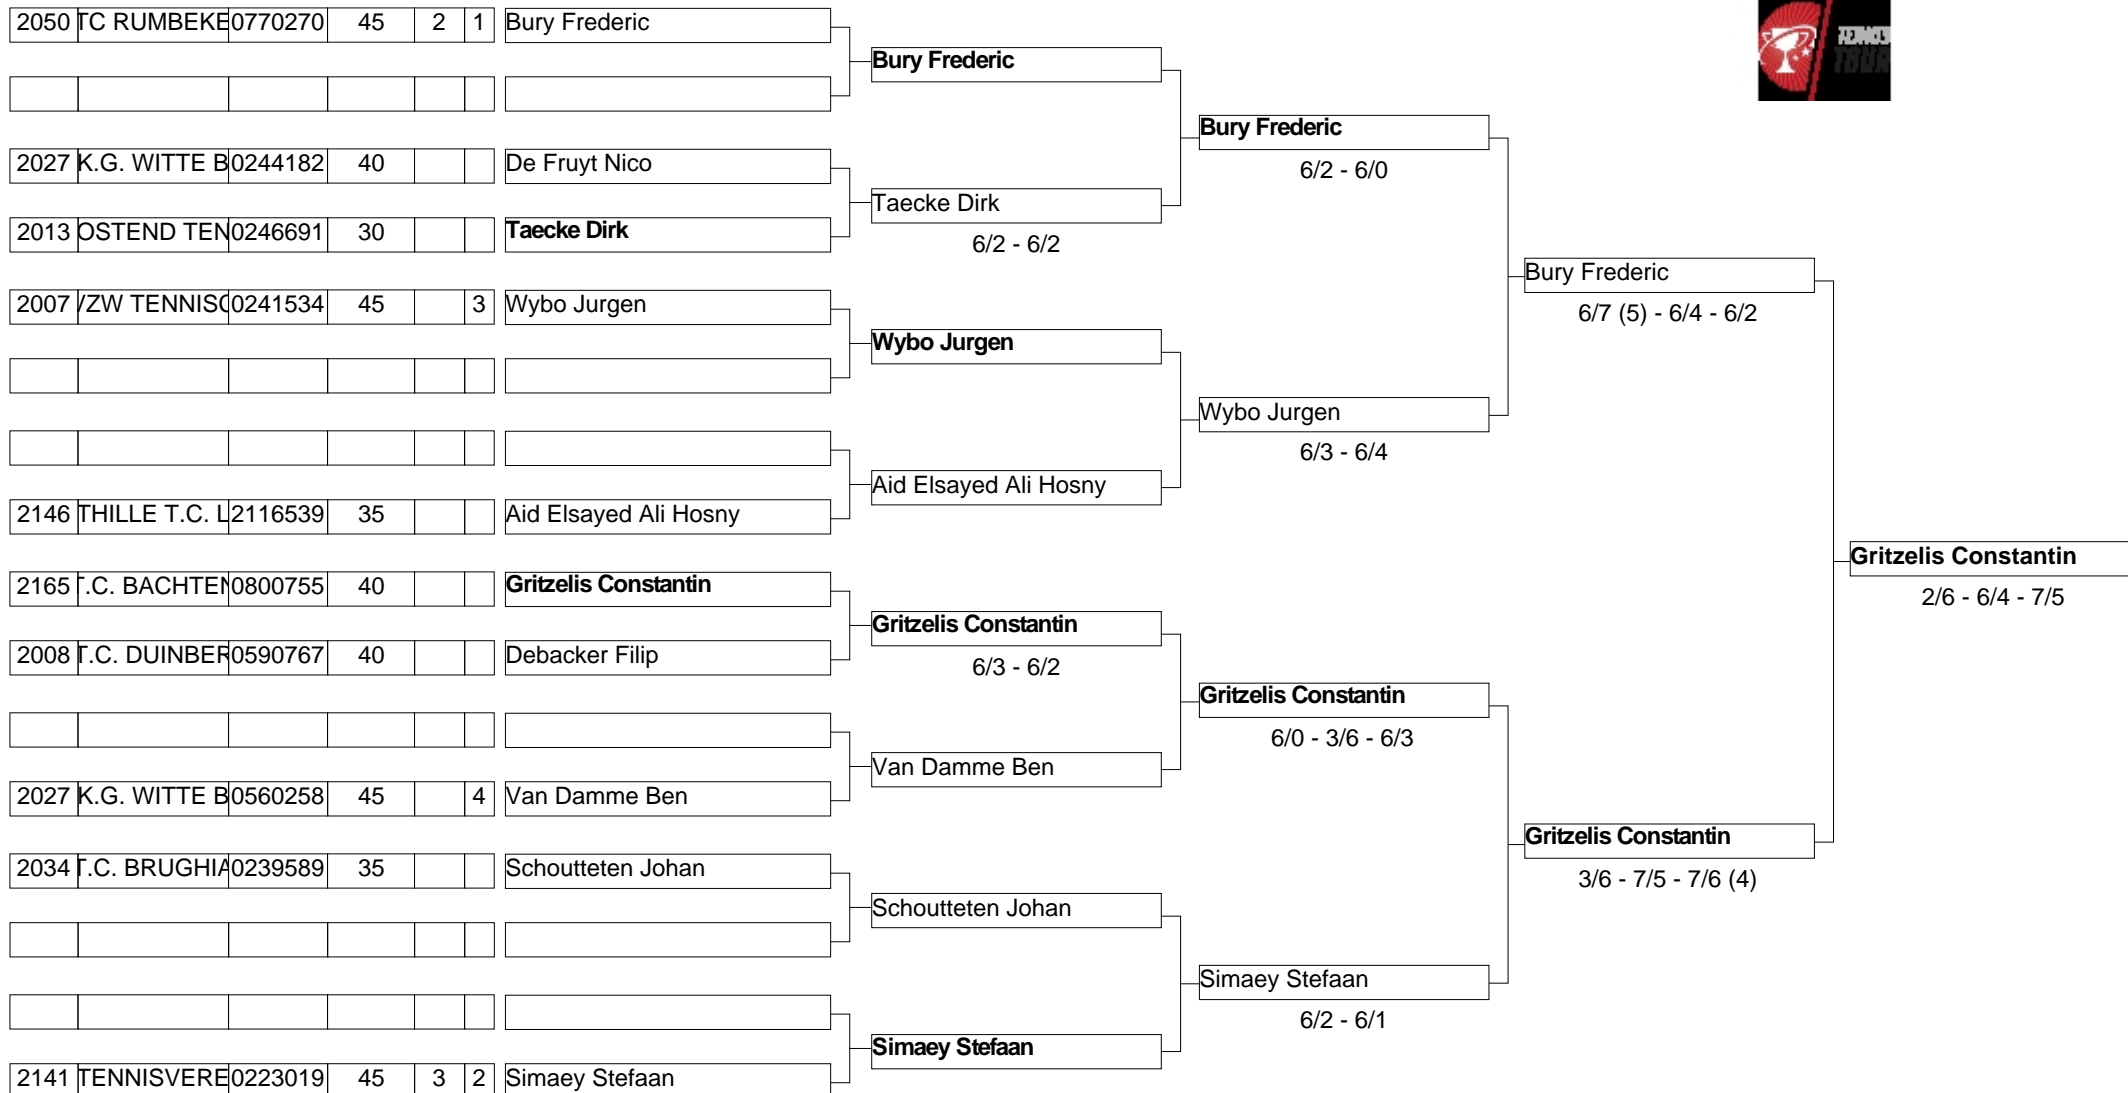 2050 TC RUMBEKE 0770270 45 2 1 Bury Frederic
Bury Frederic
Bury Frederic
6/2 - 6/0
2027 K.G. WITTE B 0244182 40 De Fruyt Nico
Taecke Dirk
2013 OSTEND TEN 0246691 30 Taecke Dirk
6/2 - 6/2
Bury Frederic
6/7 (5) - 6/4 - 6/2
2007 VZW TENNISC 0241534 45 3 Wybo Jurgen
Wybo Jurgen
Wybo Jurgen
6/3 - 6/4
Aid Elsayed Ali Hosny
2146 THILLE T.C. L 2116539 35 Aid Elsayed Ali Hosny
Gritzelis Constantin
2/6 - 6/4 - 7/5
2165 T.C. BACHTEN 0800755 40 Gritzelis Constantin
Gritzelis Constantin
2008 T.C. DUINBER 0590767 40 Debacker Filip
6/3 - 6/2
Gritzelis Constantin
6/0 - 3/6 - 6/3
Van Damme Ben
2027 K.G. WITTE B 0560258 45 4 Van Damme Ben
Gritzelis Constantin
3/6 - 7/5 - 7/6 (4)
2034 T.C. BRUGHIA 0239589 35 Schoutteten Johan
Schoutteten Johan
Simaey Stefaan
6/2 - 6/1
Simaey Stefaan
2141 TENNISVERE 0223019 45 3 2 Simaey Stefaan